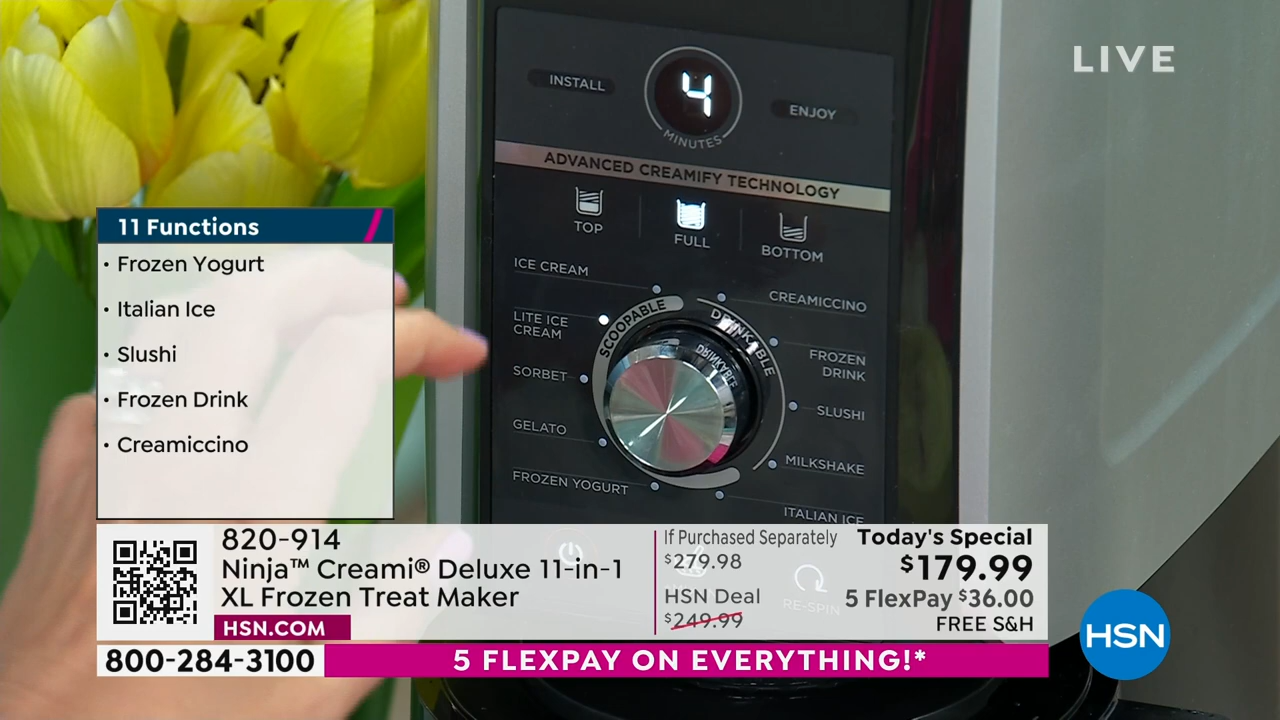 LIVE
INSTALL
4
MINUTES
ENJOY
ADVANCED CREAMIFY TECHNOLOGY
TOP
FULL
BOTTOM
ICE CREAM
LITE ICE
CREAM
SORBET
GELATO
FROZEN YOGURT
SCOOPABLE
DRINKABLE
DRINKABLE
CREAMICCINO
FROZEN
DRINK
SLUSHI
MILKSHAKE
ITALIAN ICE
RE-SPIN
11 Functions
· Frozen Yogurt
· Italian Ice
· Slushi
· Frozen Drink
· Creamiccino
820-914
Ninja™ Creami® Deluxe 11-in-1
XL Frozen Treat Maker
HSN.COM
If Purchased Separately
$279.98
HSN Deal
$249.99
Today's Special
$179.99
5 FlexPay $36.00
FREE S&H
HSN
800-284-3100
5 FLEXPAY ON EVERYTHING!*